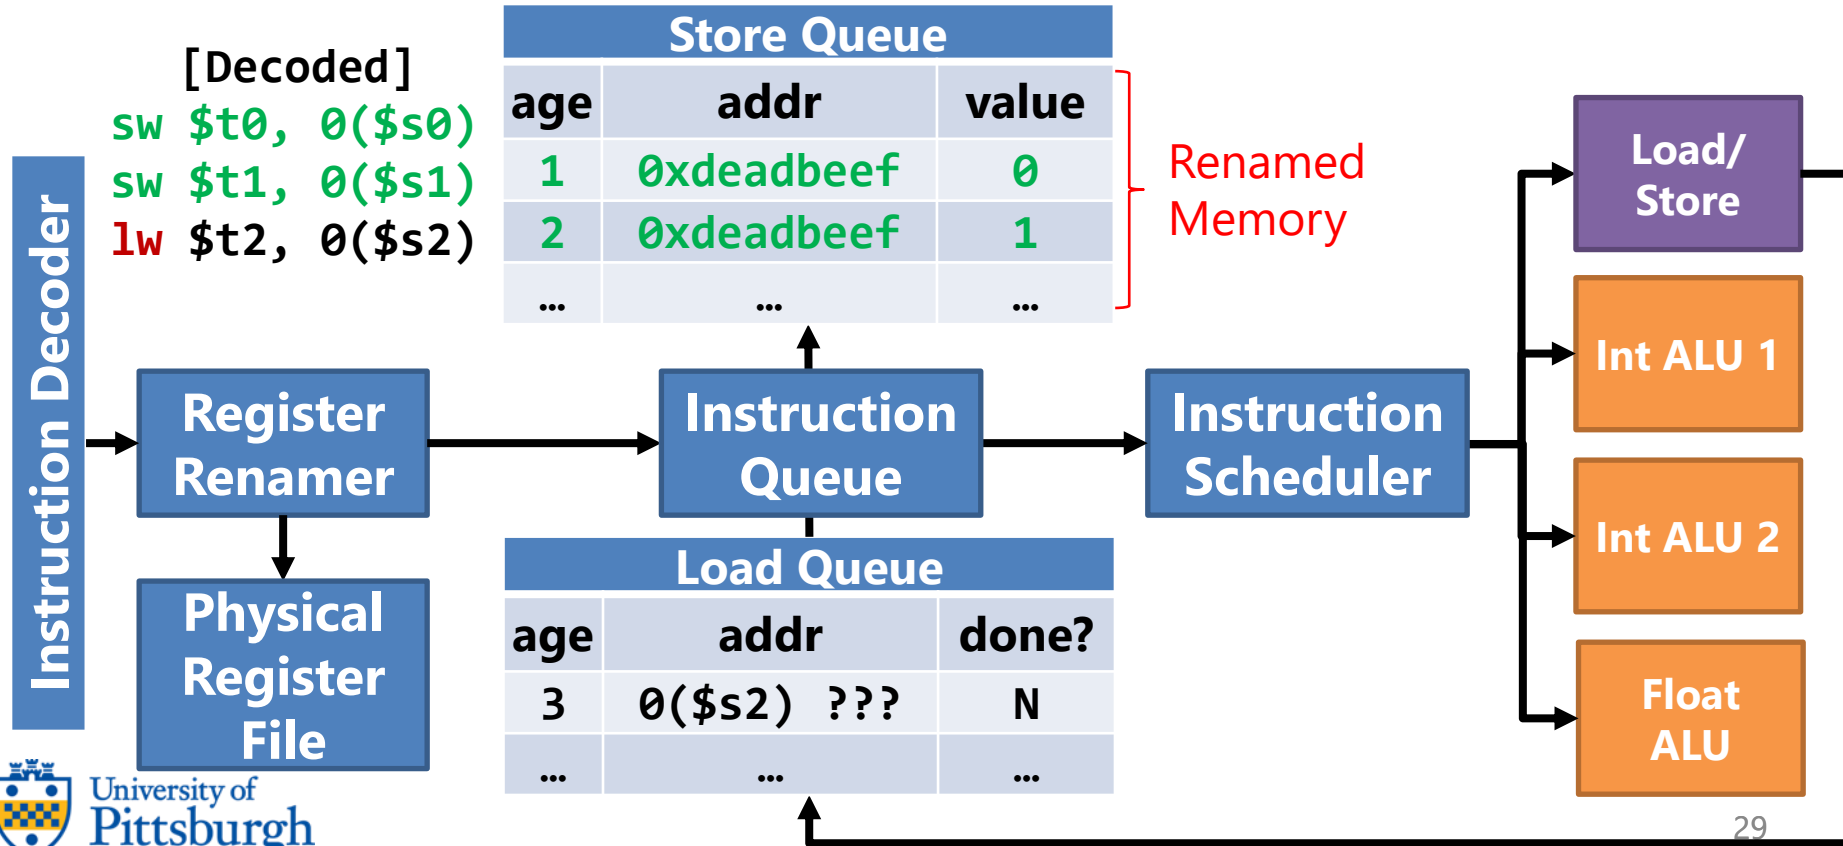 [Decoded]
sw $t0, 0($s0)
sw $t1, 0($s1)
lw $t2, 0($s2)
Store Queue
age addr value
1 0xdeadbeef 0
2 0xdeadbeef 1
… … …
Renamed
Memory
Instruction Decoder
Register
Renamer
Physical
Register
File
Instruction
Queue
Load Queue
age addr done?
3 0($s2) ??? N
… … …
Instruction
Scheduler
Load/
Store
Int ALU 1
Int ALU 2
Float
ALU
University of
Pittsburgh
29